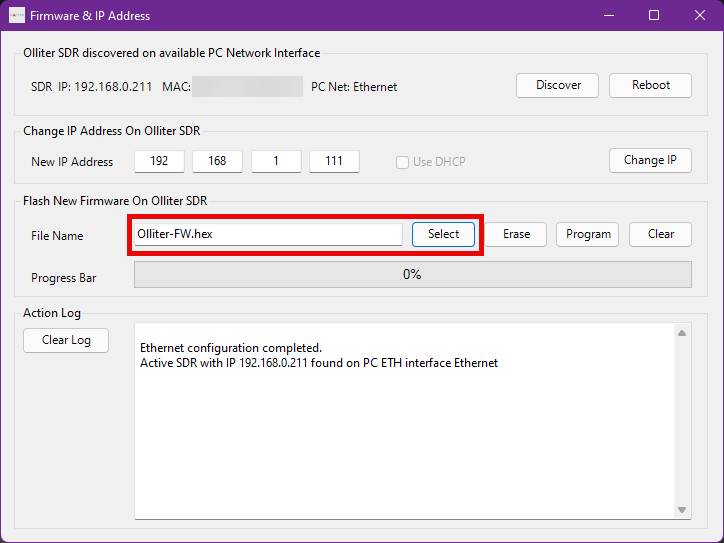 Firmware & IP Address
Olliter SDR discovered on available PC Network Interface
SDR IP: 192.168.0.211 MAC: PC Net: Ethernet Discover Reboot
Change IP Address On Olliter SDR
New IP Address 192 168 1 111 Use DHCP Change IP
Flash New Firmware On Olliter SDR
File Name Olliter-FW.hex Select Erase Program Clear
Progress Bar 0%
Action Log
Clear Log
Ethernet configuration completed.
Active SDR with IP 192.168.0.211 found on PC ETH interface Ethernet